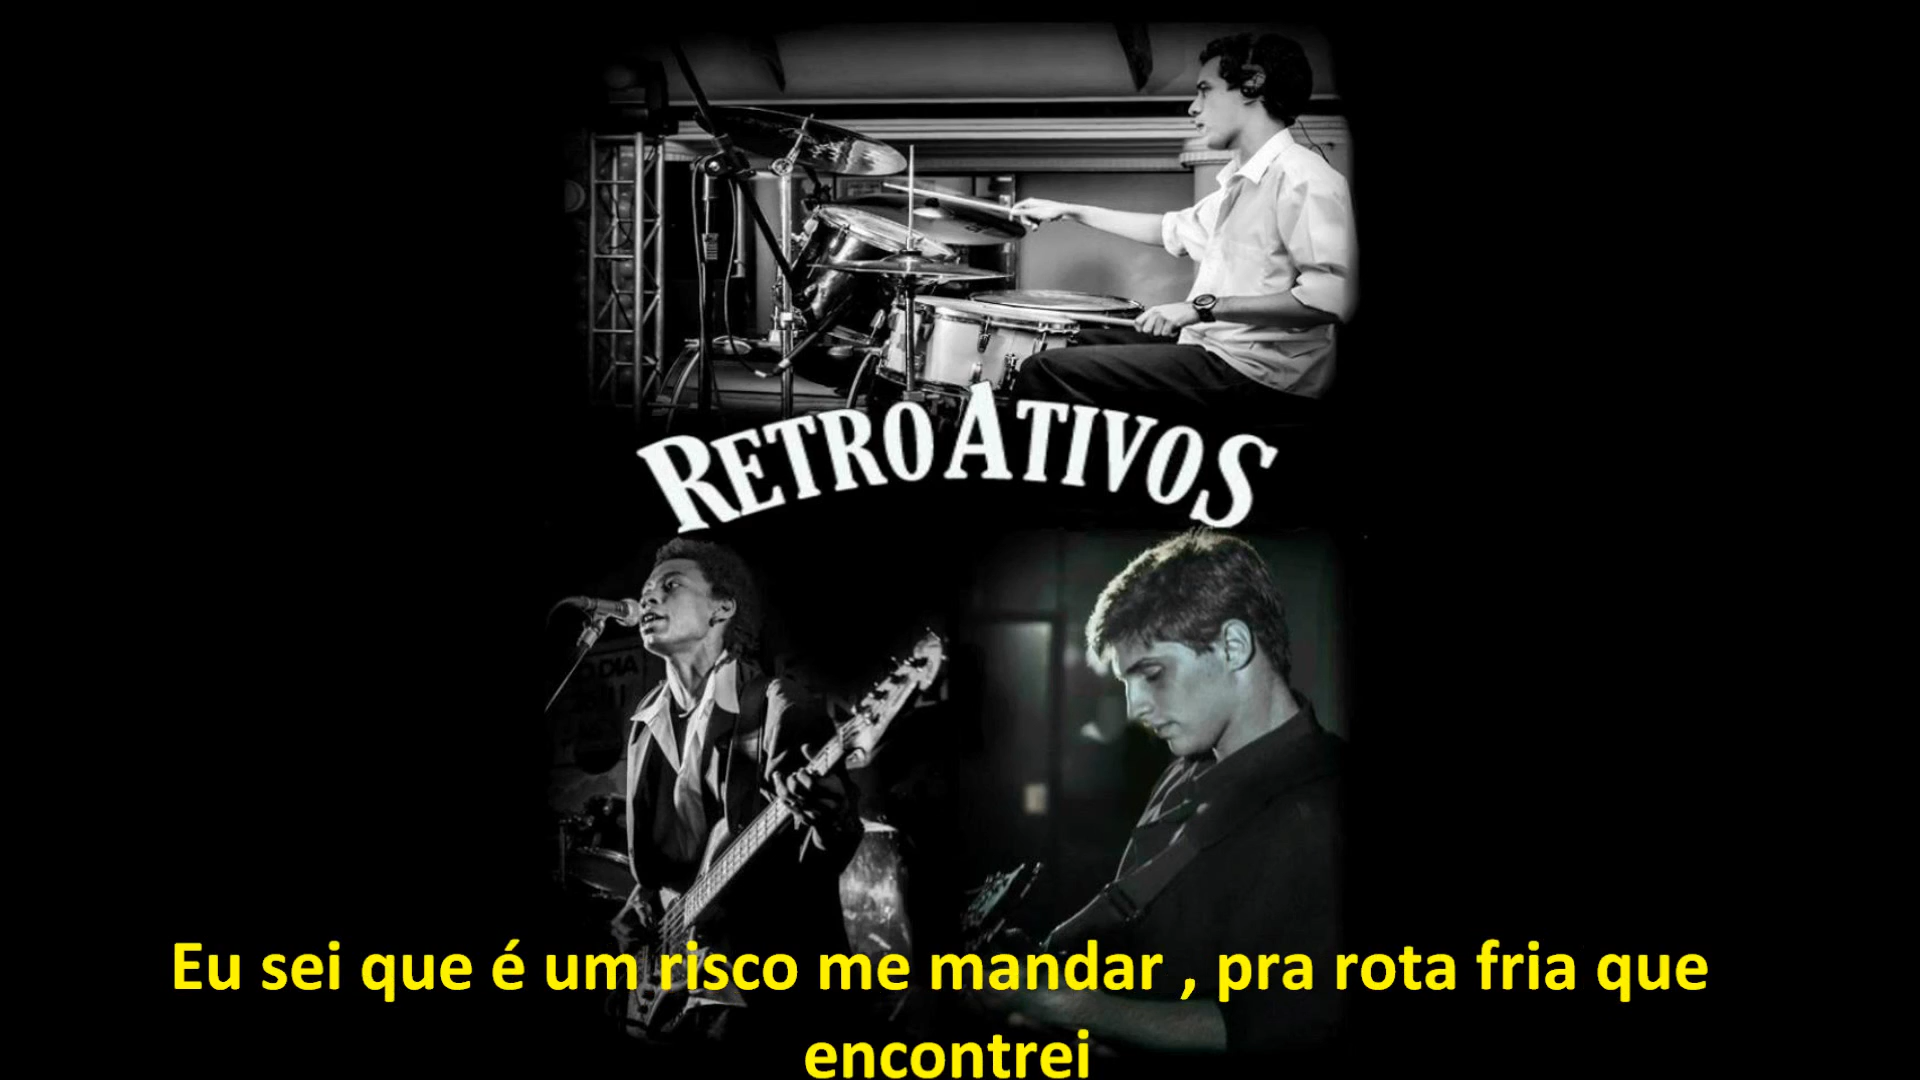 RETROATIVOS
Eu sei que é um risco me mandar , pra rota fria que
encontrei